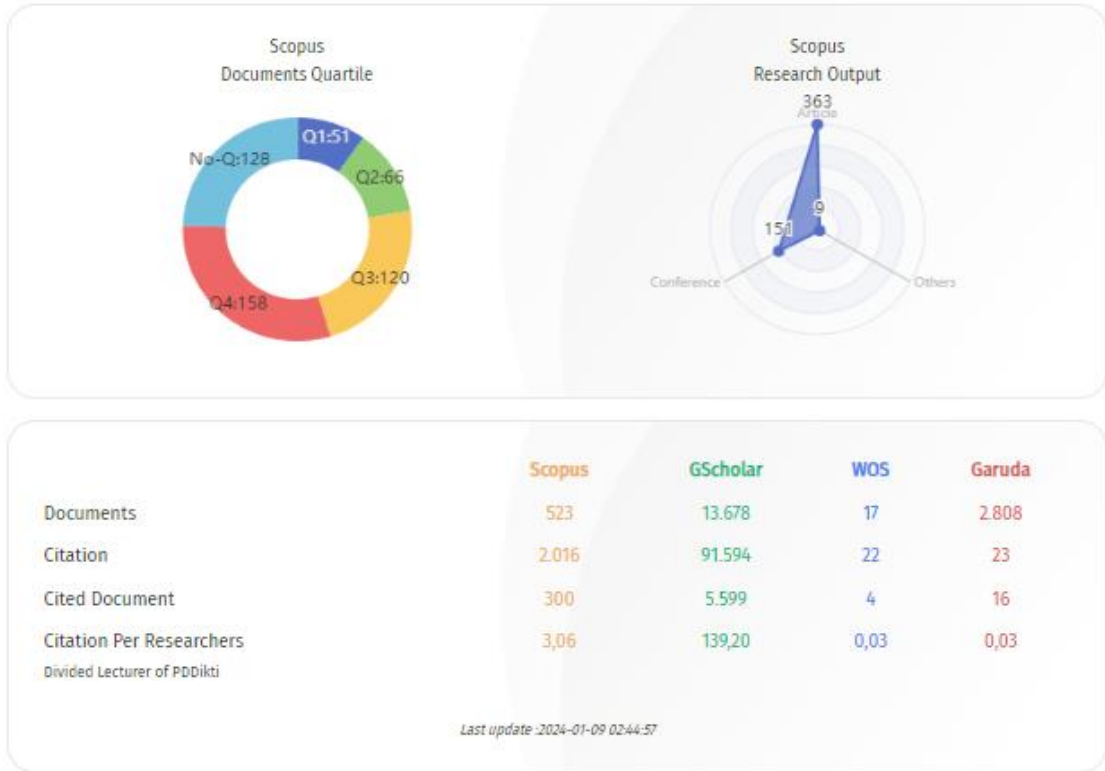 Scopus
Documents Quartile
Q1:51
Q2:66
Q3:120
Q4:158
No-Q:128
Scopus
Research Output
363
Article
9
151
Conference
Others
Scopus GScholar WOS Garuda
Documents 523 13.678 17 2.808
Citation 2.016 91.594 22 23
Cited Document 300 5.599 4 16
Citation Per Researchers 3,06 139,20 0,03 0,03
Divided Lecturer of PDDikti
Last update :2024-01-09 02:44:57